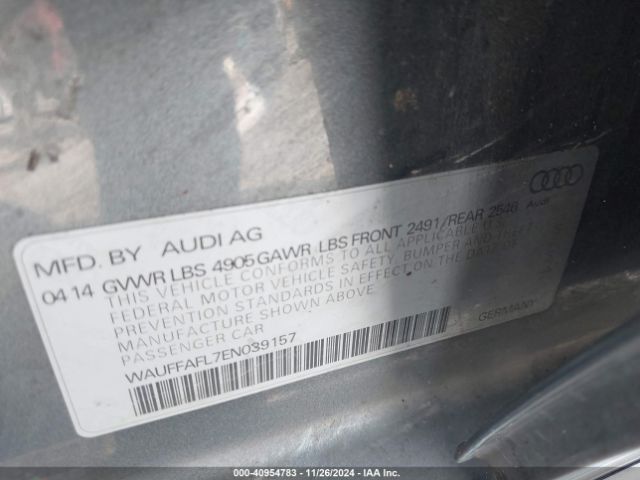 Audi
MFD. BY AUDI AG
04 14 GVWR LBS 4905 GAWR LBS FRONT 2491/REAR 2546
THIS VEHICLE CONFORMS TO ALL APPLICABLE U.S.
FEDERAL MOTOR VEHICLE SAFETY, BUMPER AND THEFT
PREVENTION STANDARDS IN EFFECT ON THE DATE OF
MANUFACTURE SHOWN ABOVE.
PASSENGER CAR
WAUFFAFL7EN039157
GERMANY
000-40954783 - 11/26/2024 - IAA Inc.